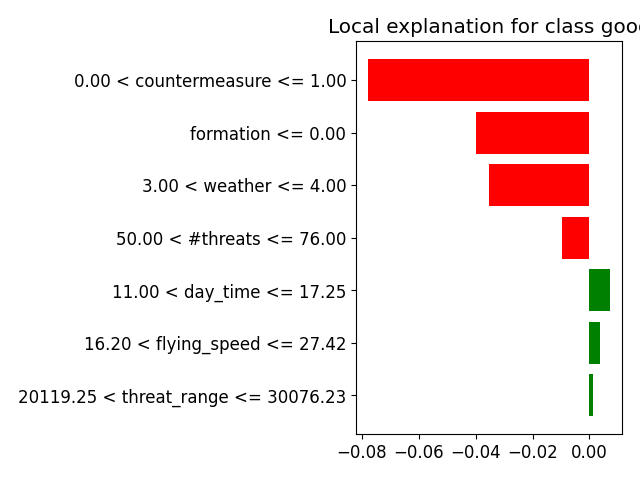 Local explanation for class goo
0.00 < countermeasure <= 1.00
formation <= 0.00
3.00 < weather <= 4.00
50.00 < #threats <= 76.00
11.00 < day_time <= 17.25
16.20 < flying_speed <= 27.42
20119.25 < threat_range <= 30076.23
−0.08 −0.06 −0.04 −0.02 0.00